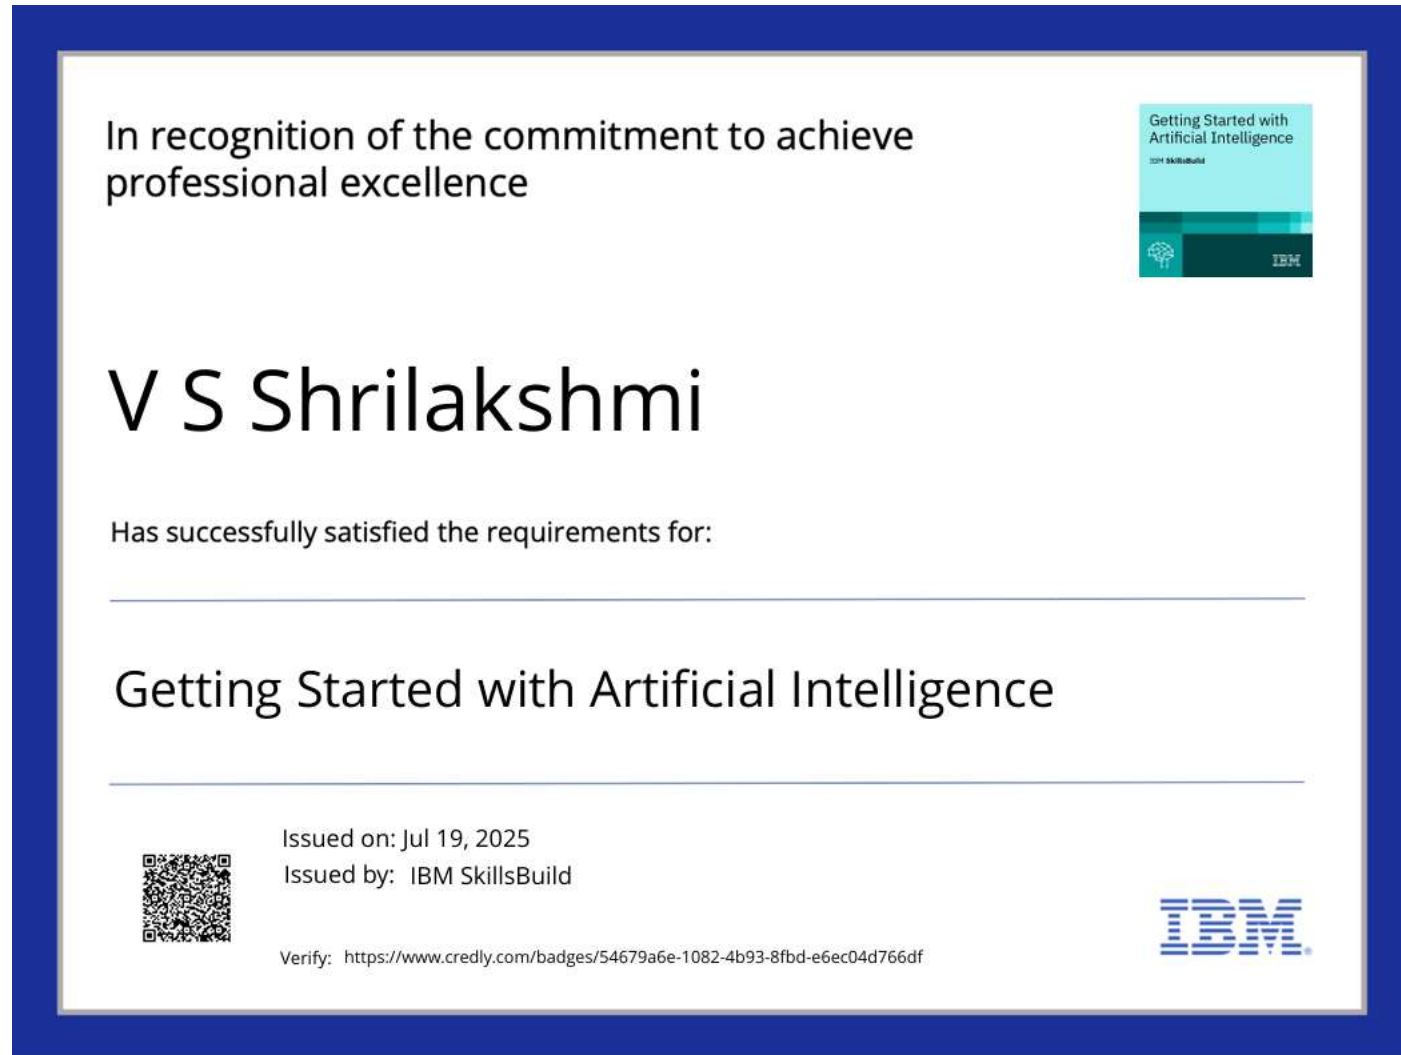 In recognition of the commitment to achieve
professional excellence
Getting Started with
Artificial Intelligence
IBM SkillsBuild
IBM
V S Shrilakshmi
Has successfully satisfied the requirements for:
Getting Started with Artificial Intelligence
Issued on: Jul 19, 2025
Issued by: IBM SkillsBuild
Verify: https://www.credly.com/badges/54679a6e-1082-4b93-8fbd-e6ec04d766df
IBM